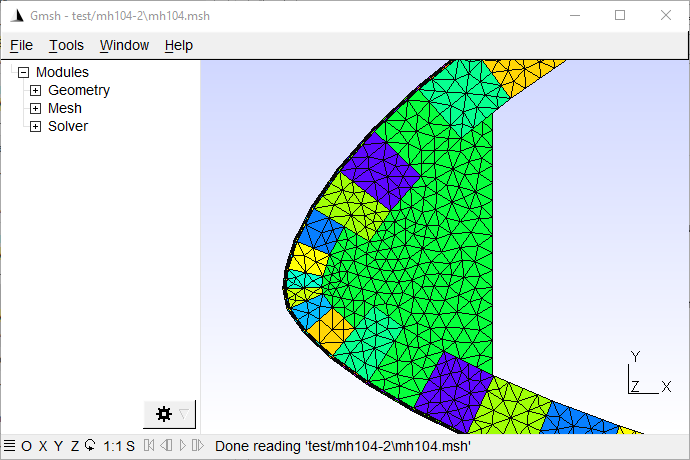 Gmsh - test/mh104-2\mh104.msh
File Tools Window Help
Modules
Geometry
Mesh
Solver
Y
Z X
O X Y Z 1:1 S Done reading 'test/mh104-2\mh104.msh'